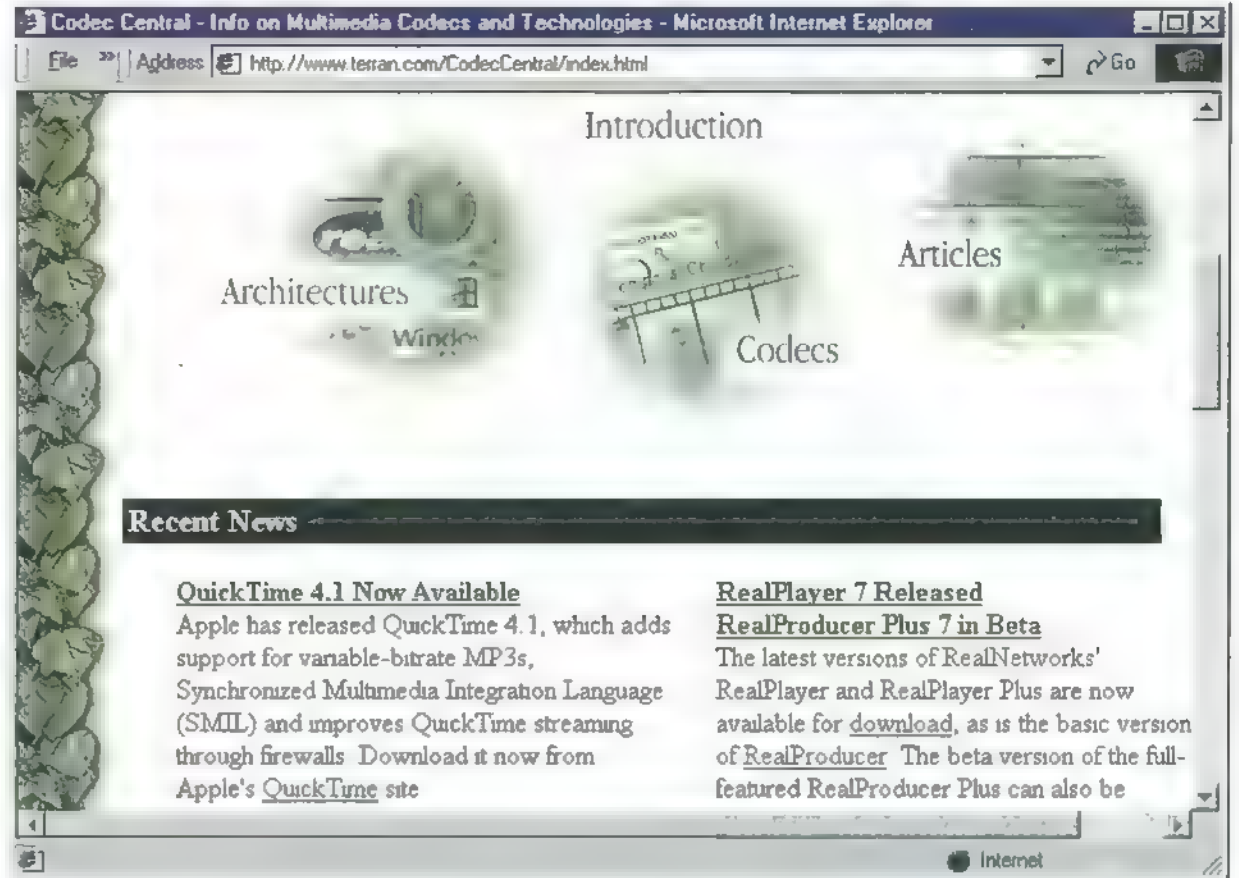 Codec Central - Info on Multimedia Codecs and Technologies - Microsoft Internet Explorer
File » Address http://www.terran.com/CodecCentral/index.html Go
Introduction
Architectures
Windo
Codecs
Articles
Recent News
QuickTime 4.1 Now Available
Apple has released QuickTime 4.1, which adds
support for variable-bitrate MP3s,
Synchronized Multimedia Integration Language
(SMIL) and improves QuickTime streaming
through firewalls Download it now from
Apple's QuickTime site
RealPlayer 7 Released
RealProducer Plus 7 in Beta
The latest versions of RealNetworks'
RealPlayer and RealPlayer Plus are now
available for download, as is the basic version
of RealProducer The beta version of the full-
featured RealProducer Plus can also be
Internet